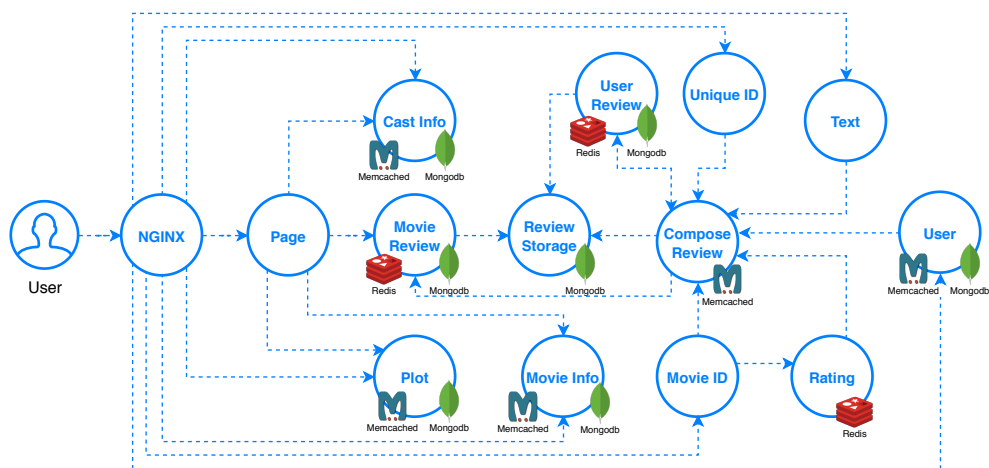 User
Review
Redis
Mongodb
Unique ID
Text
Cast Info
Memcached
Mongodb
User
NGINX
Page
Movie
Review
Redis
Mongodb
Review
Storage
Mongodb
Compose
Review
Memcached
User
Memcached
Mongodb
Plot
Memcached
Mongodb
Movie Info
Memcached
Mongodb
Movie ID
Rating
Redis